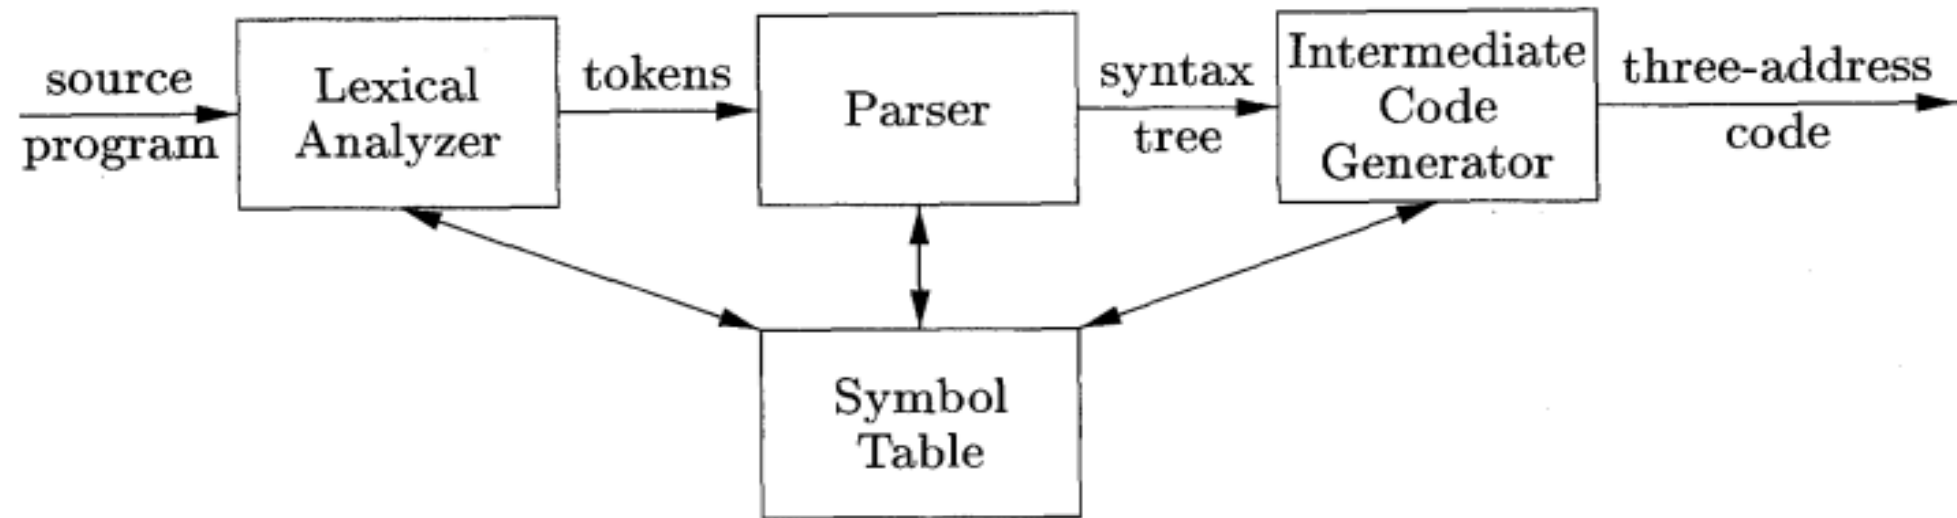 source
program
Lexical
Analyzer
tokens
Parser
syntax
tree
Intermediate
Code
Generator
three-address
code
Symbol
Table